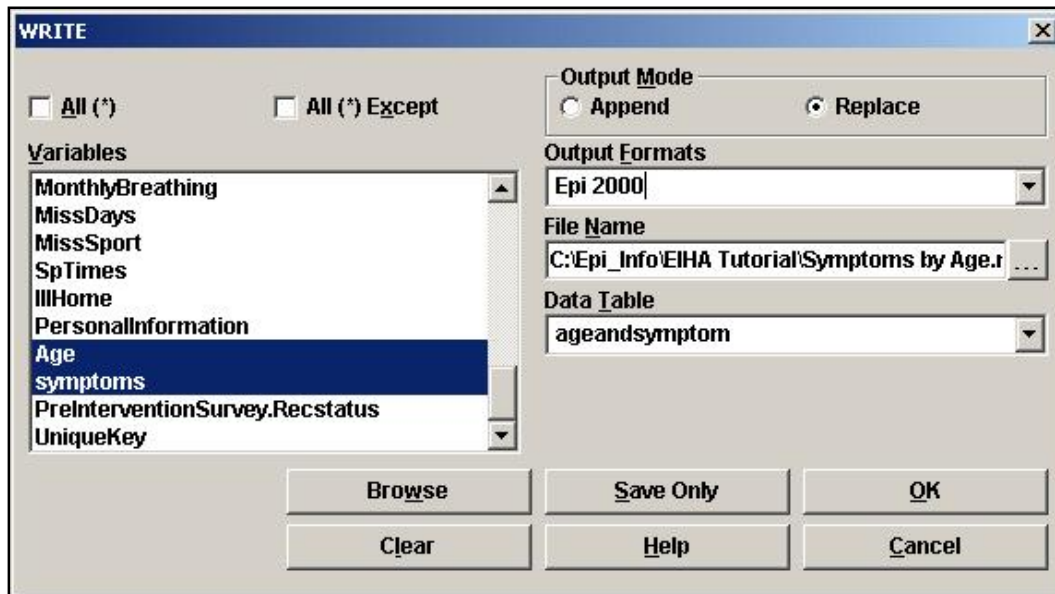 WRITE
All (*)
All (*) Except
Output Mode
Append
Replace
Variables
MonthlyBreathing
MissDays
MissSport
SpTimes
IllHome
PersonalInformation
Age
symptoms
PreInterventionSurvey.Recstatus
UniqueKey
Output Formats
Epi 2000
File Name
C:\Epi_Info\EIHA Tutorial\Symptoms by Age.r
...
Data Table
ageandsymptom
Browse
Save Only
OK
Clear
Help
Cancel